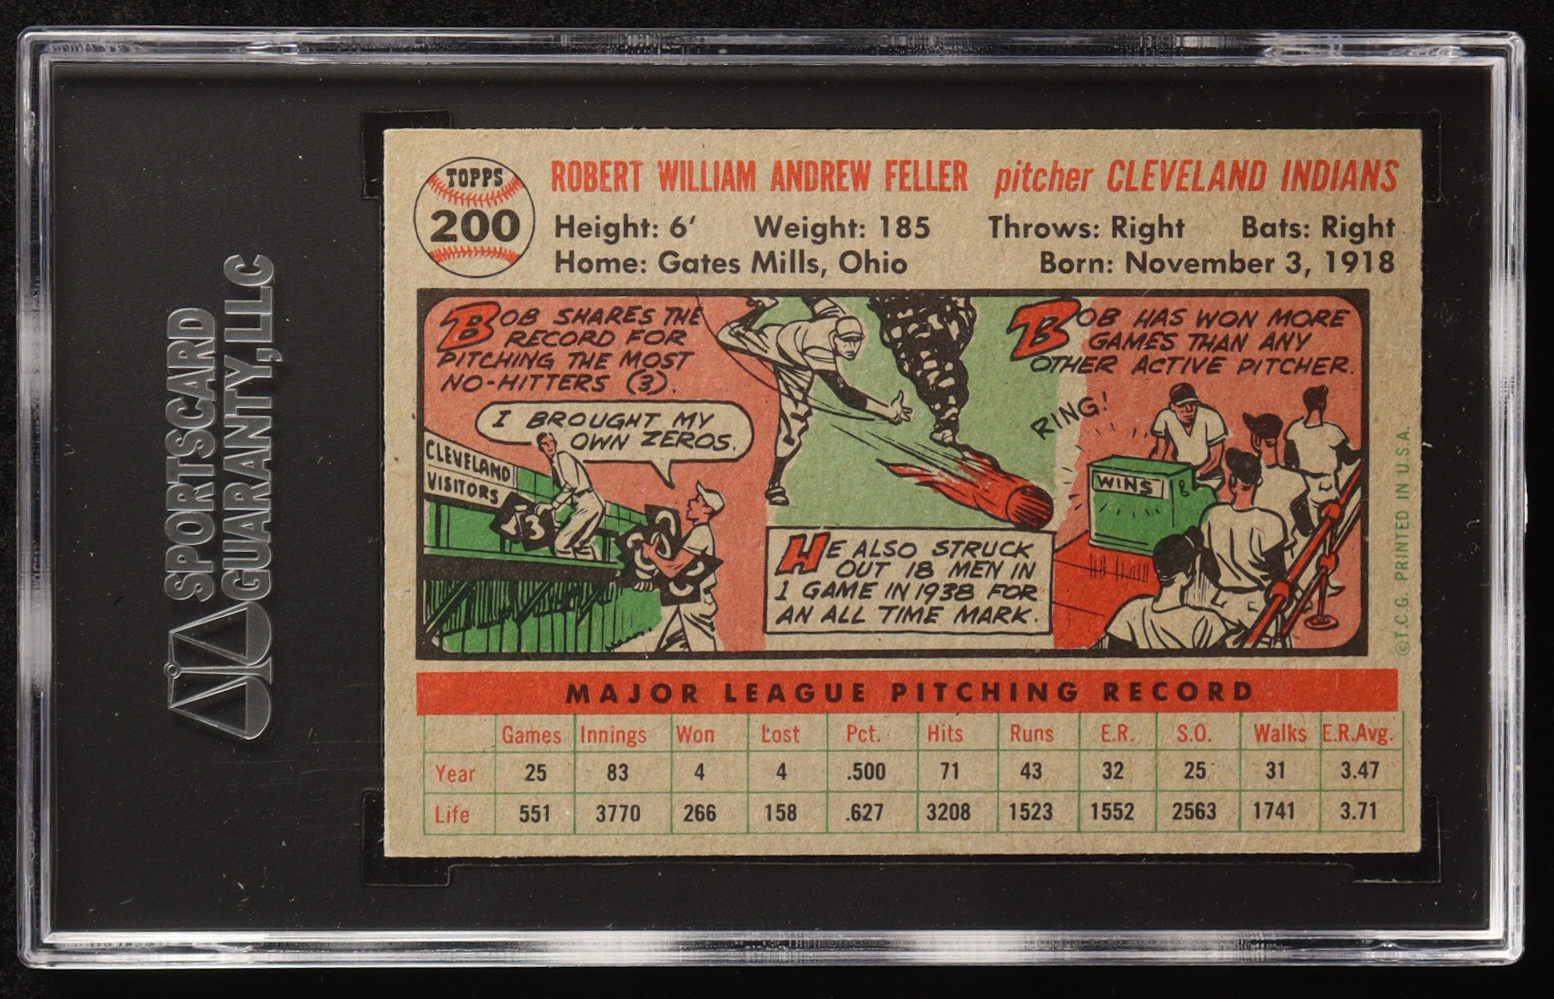 SPORTSCARD
GUARANTY, LLC
TOPPS
200
ROBERT WILLIAM ANDREW FELLER pitcher CLEVELAND INDIANS
Height: 6' Weight: 185 Throws: Right Bats: Right
Home: Gates Mills, Ohio Born: November 3, 1918
BOB SHARES THE
RECORD FOR
PITCHING THE MOST
NO-HITTERS (3).
I BROUGHT MY
OWN ZEROS.
CLEVELAND
VISITORS
HE ALSO STRUCK
OUT 18 MEN IN
1 GAME IN 1938 FOR
AN ALL TIME MARK.
BOB HAS WON MORE
GAMES THAN ANY
OTHER ACTIVE PITCHER.
RING!
WINS
©T.C.G. PRINTED IN U.S.A.
MAJOR LEAGUE PITCHING RECORD
Games Innings Won Lost Pct. Hits Runs E.R. S.O. Walks E.R.Avg.
Year 25 83 4 4 .500 71 43 32 25 31 3.47
Life 551 3770 266 158 .627 3208 1523 1552 2563 1741 3.71